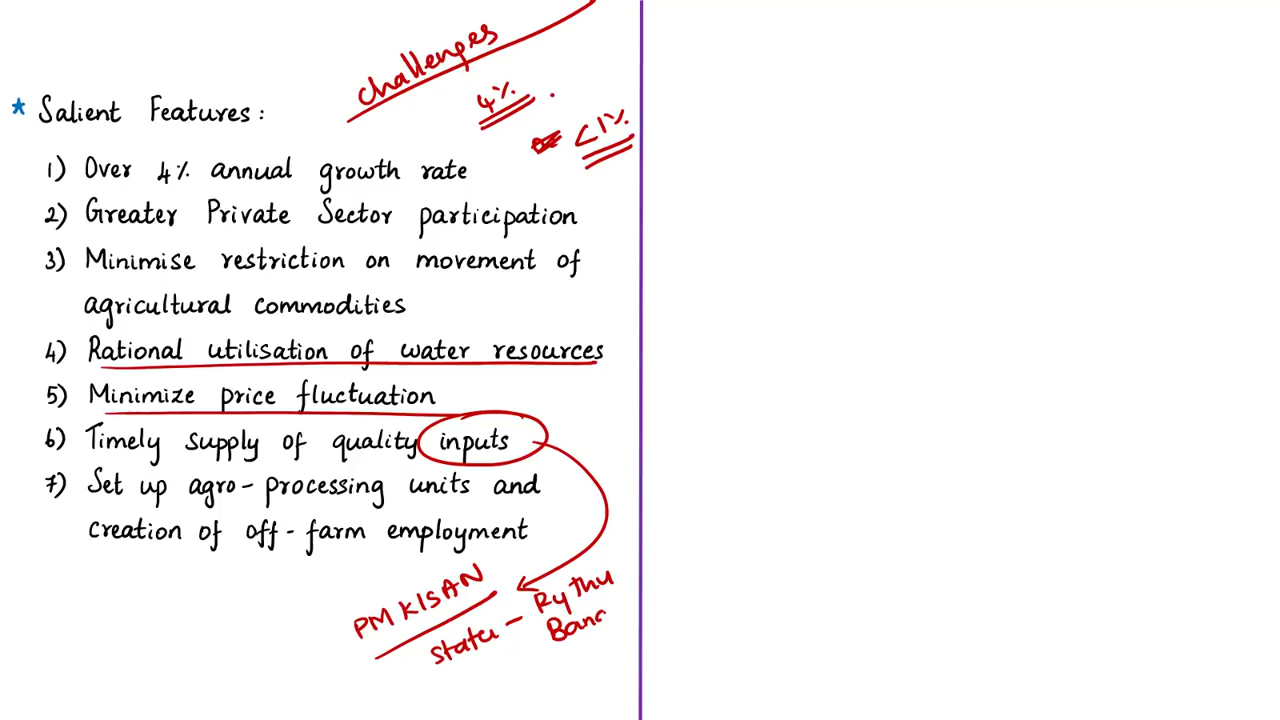 challenges
4%
<1%
* Salient Features:
1) Over 4% annual growth rate
2) Greater Private Sector participation
3) Minimise restriction on movement of
agricultural commodities
4) Rational utilisation of water resources
5) Minimize price fluctuation
6) Timely supply of quality inputs
7) Set up agro-processing units and
creation of off-farm employment
PM KISAN
State - Rythu